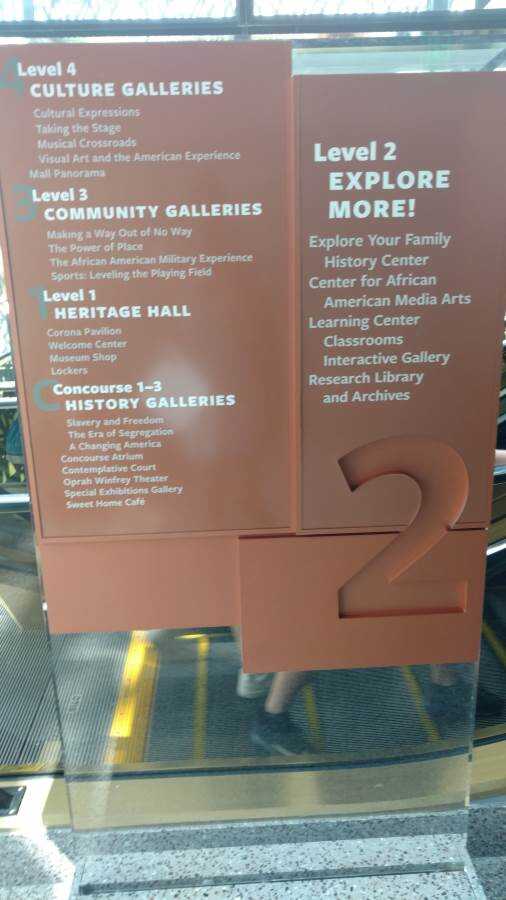 4
Level 4
CULTURE GALLERIES
Cultural Expressions
Taking the Stage
Musical Crossroads
Visual Art and the American Experience
Mall Panorama
3
Level 3
COMMUNITY GALLERIES
Making a Way Out of No Way
The Power of Place
The African American Military Experience
Sports: Leveling the Playing Field
1
Level 1
HERITAGE HALL
Corona Pavilion
Welcome Center
Museum Shop
Lockers
C
Concourse 1–3
HISTORY GALLERIES
Slavery and Freedom
The Era of Segregation
A Changing America
Concourse Atrium
Contemplative Court
Oprah Winfrey Theater
Special Exhibitions Gallery
Sweet Home Café
Level 2
EXPLORE
MORE!
Explore Your Family
History Center
Center for African
American Media Arts
Learning Center
Classrooms
Interactive Gallery
Research Library
and Archives
2